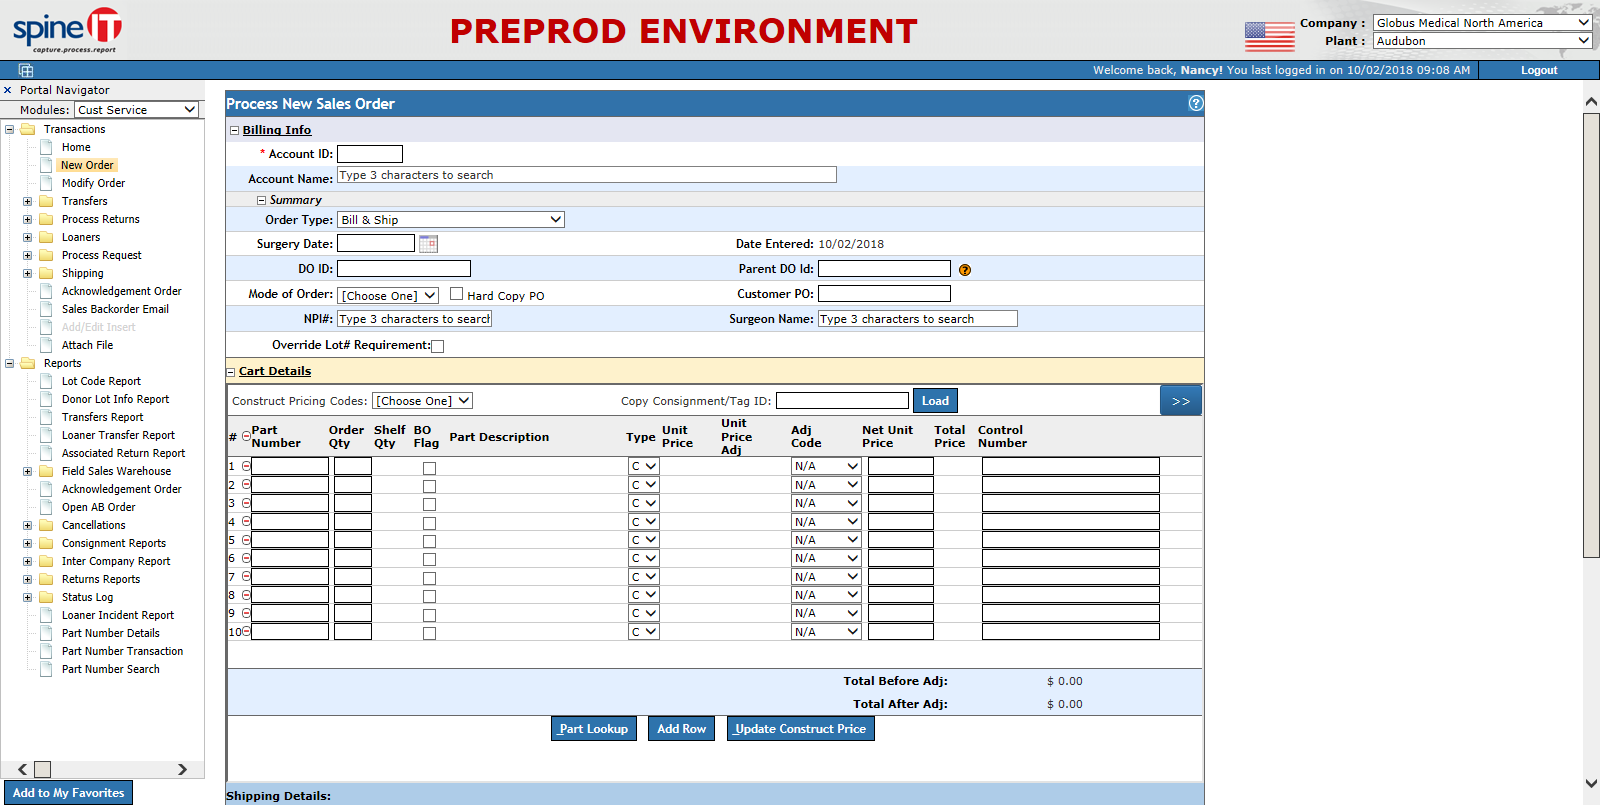 spine IT
capture.process.report
PREPROD ENVIRONMENT
Company : Globus Medical North America
Plant : Audubon
Welcome back, Nancy! You last logged in on 10/02/2018 09:08 AM Logout
× Portal Navigator
Modules: Cust Service
Transactions
Home
New Order
Modify Order
Transfers
Process Returns
Loaners
Process Request
Shipping
Acknowledgement Order
Sales Backorder Email
Add/Edit Insert
Attach File
Reports
Lot Code Report
Donor Lot Info Report
Transfers Report
Loaner Transfer Report
Associated Return Report
Field Sales Warehouse
Acknowledgement Order
Open AB Order
Cancellations
Consignment Reports
Inter Company Report
Returns Reports
Status Log
Loaner Incident Report
Part Number Details
Part Number Transaction
Part Number Search
Add to My Favorites
Process New Sales Order ?
Billing Info
* Account ID:
Account Name: Type 3 characters to search
Summary
Order Type: Bill & Ship
Surgery Date: Date Entered: 10/02/2018
DO ID: Parent DO Id: ?
Mode of Order: [Choose One] Hard Copy PO Customer PO:
NPI#: Type 3 characters to search Surgeon Name: Type 3 characters to search
Override Lot# Requirement:
Cart Details
Construct Pricing Codes: [Choose One] Copy Consignment/Tag ID: Load >>
# Part Number Order Qty Shelf Qty BO Flag Part Description Type Unit Price Unit Price Adj Adj Code Net Unit Price Total Price Control Number
1 C N/A
2 C N/A
3 C N/A
4 C N/A
5 C N/A
6 C N/A
7 C N/A
8 C N/A
9 C N/A
10 C N/A
Total Before Adj: $ 0.00
Total After Adj: $ 0.00
Part Lookup Add Row Update Construct Price
Shipping Details: